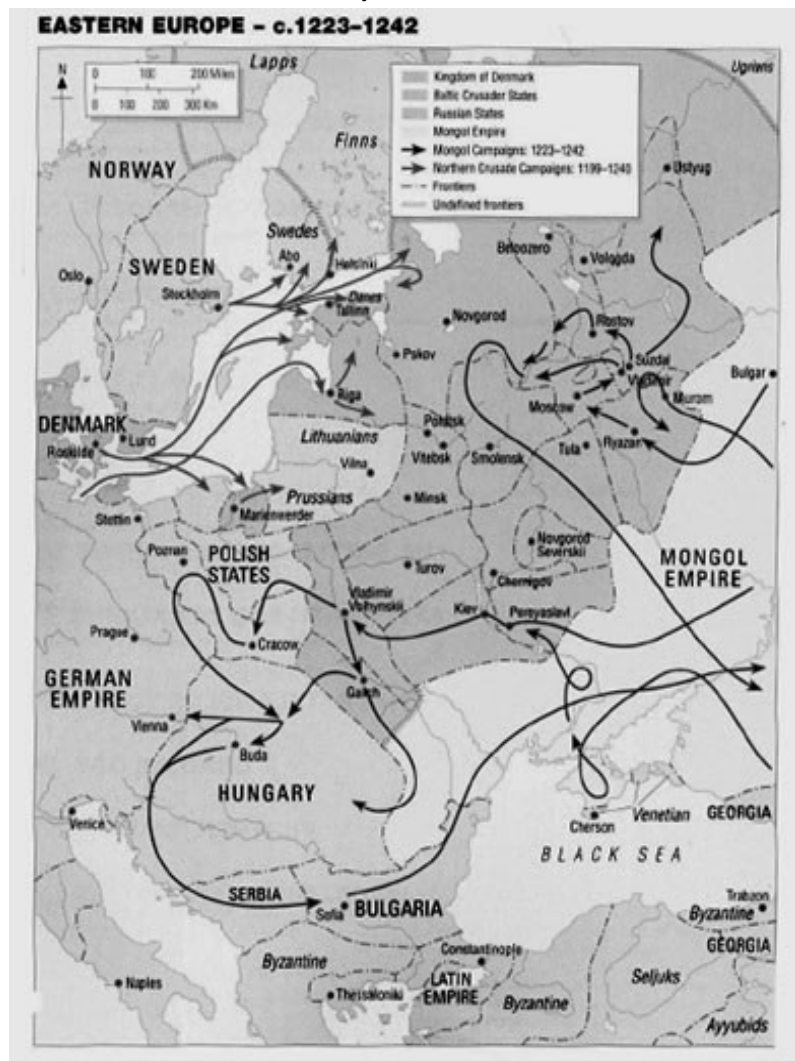 EASTERN EUROPE – c.1223–1242
Lapps
Ugrians
N
0 100 200 Miles
0 100 200 300 Km
Kingdom of Denmark
Baltic Crusader States
Russian States
Mongol Empire
Mongol Campaigns: 1223–1242
Northern Crusade Campaigns: 1199–1240
Frontiers
Undefined frontiers
Finns
NORWAY
Ustyug
Swedes
Beloozero
Vologda
Abo
Helsinki
SWEDEN
Oslo
Stockholm
Danes
Tallinn
Novgorod
Rostov
Pskov
Suzdal
Vladimir
Bulgar
Riga
Moscow
Murom
DENMARK
Lund
Roskilde
Lithuanians
Polotsk
Vitebsk
Smolensk
Tula
Ryazan
Vilna
Prussians
Marienwerder
Minsk
Stettin
Novgorod
Severskii
Poznan
POLISH
STATES
Turov
Chernigov
MONGOL
EMPIRE
Vladimir
Volhynskii
Kiev
Pereyaslavl
Prague
Cracow
GERMAN
EMPIRE
Galich
Vienna
Buda
HUNGARY
Venice
Cherson
Venetian
GEORGIA
BLACK SEA
SERBIA
Sofia
BULGARIA
Trabzon
Byzantine
Constantinople
GEORGIA
Byzantine
LATIN
EMPIRE
Seljuks
Naples
Thessaloniki
Byzantine
Ayyubids